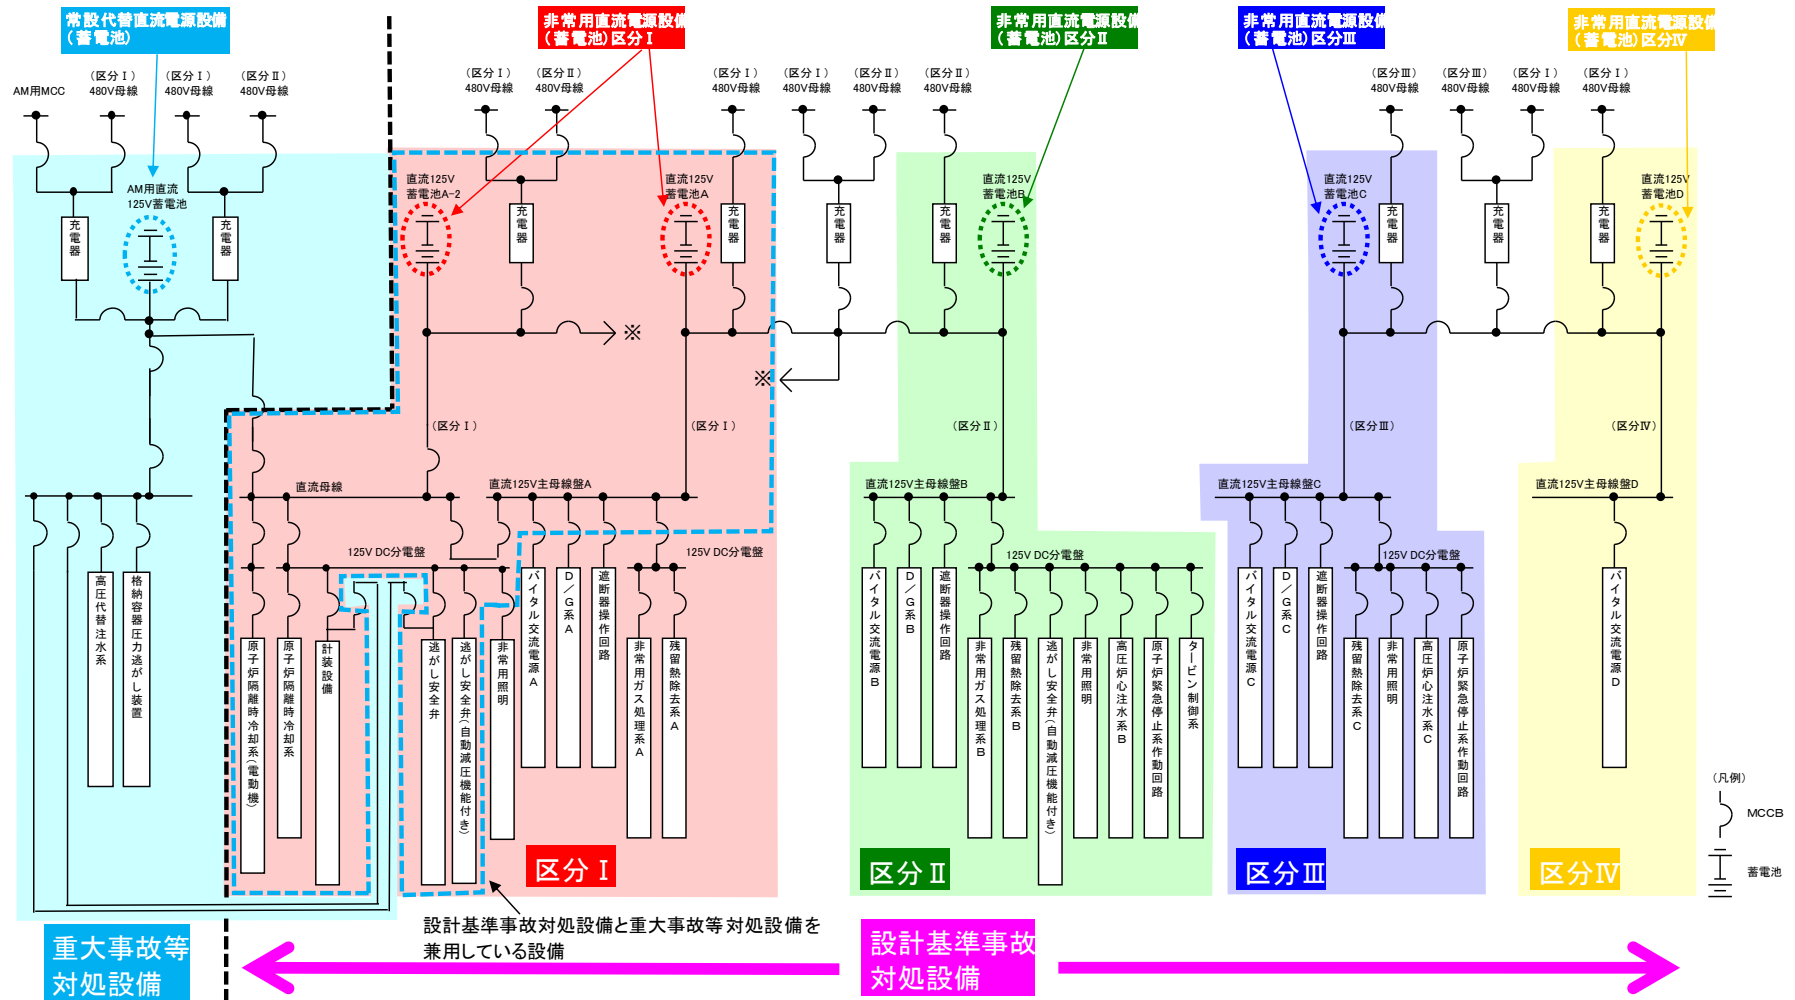 常設代替直流電源設備
(蓄電池)
非常用直流電源設備
(蓄電池)区分Ⅰ
非常用直流電源設備
(蓄電池)区分Ⅱ
非常用直流電源設備
(蓄電池)区分Ⅲ
非常用直流電源設備
(蓄電池)区分Ⅳ
AM用MCC
(区分Ⅰ)
480V母線
(区分Ⅰ)
480V母線
(区分Ⅱ)
480V母線
(区分Ⅰ)
480V母線
(区分Ⅱ)
480V母線
(区分Ⅰ)
480V母線
(区分Ⅰ)
480V母線
(区分Ⅱ)
480V母線
(区分Ⅱ)
480V母線
(区分Ⅲ)
480V母線
(区分Ⅲ)
480V母線
(区分Ⅰ)
480V母線
(区分Ⅰ)
480V母線
AM用直流
125V蓄電池
直流125V
蓄電池A-2
直流125V
蓄電池A
直流125V
蓄電池B
直流125V
蓄電池C
直流125V
蓄電池D
充電器
充電器
充電器
充電器
充電器
充電器
充電器
充電器
充電器
※
※
(区分Ⅰ)
(区分Ⅰ)
(区分Ⅱ)
(区分Ⅲ)
(区分Ⅳ)
直流母線
直流125V主母線盤A
直流125V主母線盤B
直流125V主母線盤C
直流125V主母線盤D
125V DC分電盤
125V DC分電盤
125V DC分電盤
125V DC分電盤
高圧代替注水系
格納容器圧力逃がし装置
原子炉隔離時冷却系(電動機)
原子炉隔離時冷却系
計装設備
逃がし安全弁
逃がし安全弁(自動減圧機能付き)
非常用照明
バイタル交流電源A
D/G系A
遮断器操作回路
非常用ガス処理系A
残留熱除去系A
バイタル交流電源B
D/G系B
遮断器操作回路
非常用ガス処理系B
残留熱除去系B
逃がし安全弁(自動減圧機能付き)
非常用照明
高圧炉心注水系B
原子炉緊急停止系作動回路
タービン制御系
バイタル交流電源C
D/G系C
遮断器操作回路
残留熱除去系C
非常用照明
高圧炉心注水系C
原子炉緊急停止系作動回路
バイタル交流電源D
(凡例)
MCCB
蓄電池
区分Ⅰ
区分Ⅱ
区分Ⅲ
区分Ⅳ
設計基準事故対処設備と重大事故等対処設備を
兼用している設備
重大事故等
対処設備
設計基準事故
対処設備